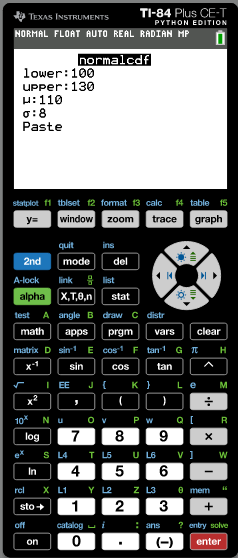 TEXAS INSTRUMENTS TI-84 Plus CE-T
PYTHON EDITION
NORMAL FLOAT AUTO REAL RADIAN MP
normalcdf
lower:100
upper:130
μ:110
σ:8
Paste
statplot f1 tblset f2 format f3 calc f4 table f5
y= window zoom trace graph
quit ins
2nd mode del
A-lock link list
alpha X,T,θ,n stat
test A angle B draw C distr
math apps prgm vars clear
matrix D sin⁻¹ E cos⁻¹ F tan⁻¹ G π H
x⁻¹ sin cos tan ^
√ I EE J { K } L e M
x² , ( ) ÷
10ˣ N u O v P w Q [ R
log 7 8 9 ×
eˣ S L4 T L5 U L6 V ] W
ln 4 5 6 −
rcl X L1 Y L2 Z L3 θ mem "
sto→ 1 2 3 +
off catalog ⎵ i : ans ? entry solve
on 0 . (−) enter